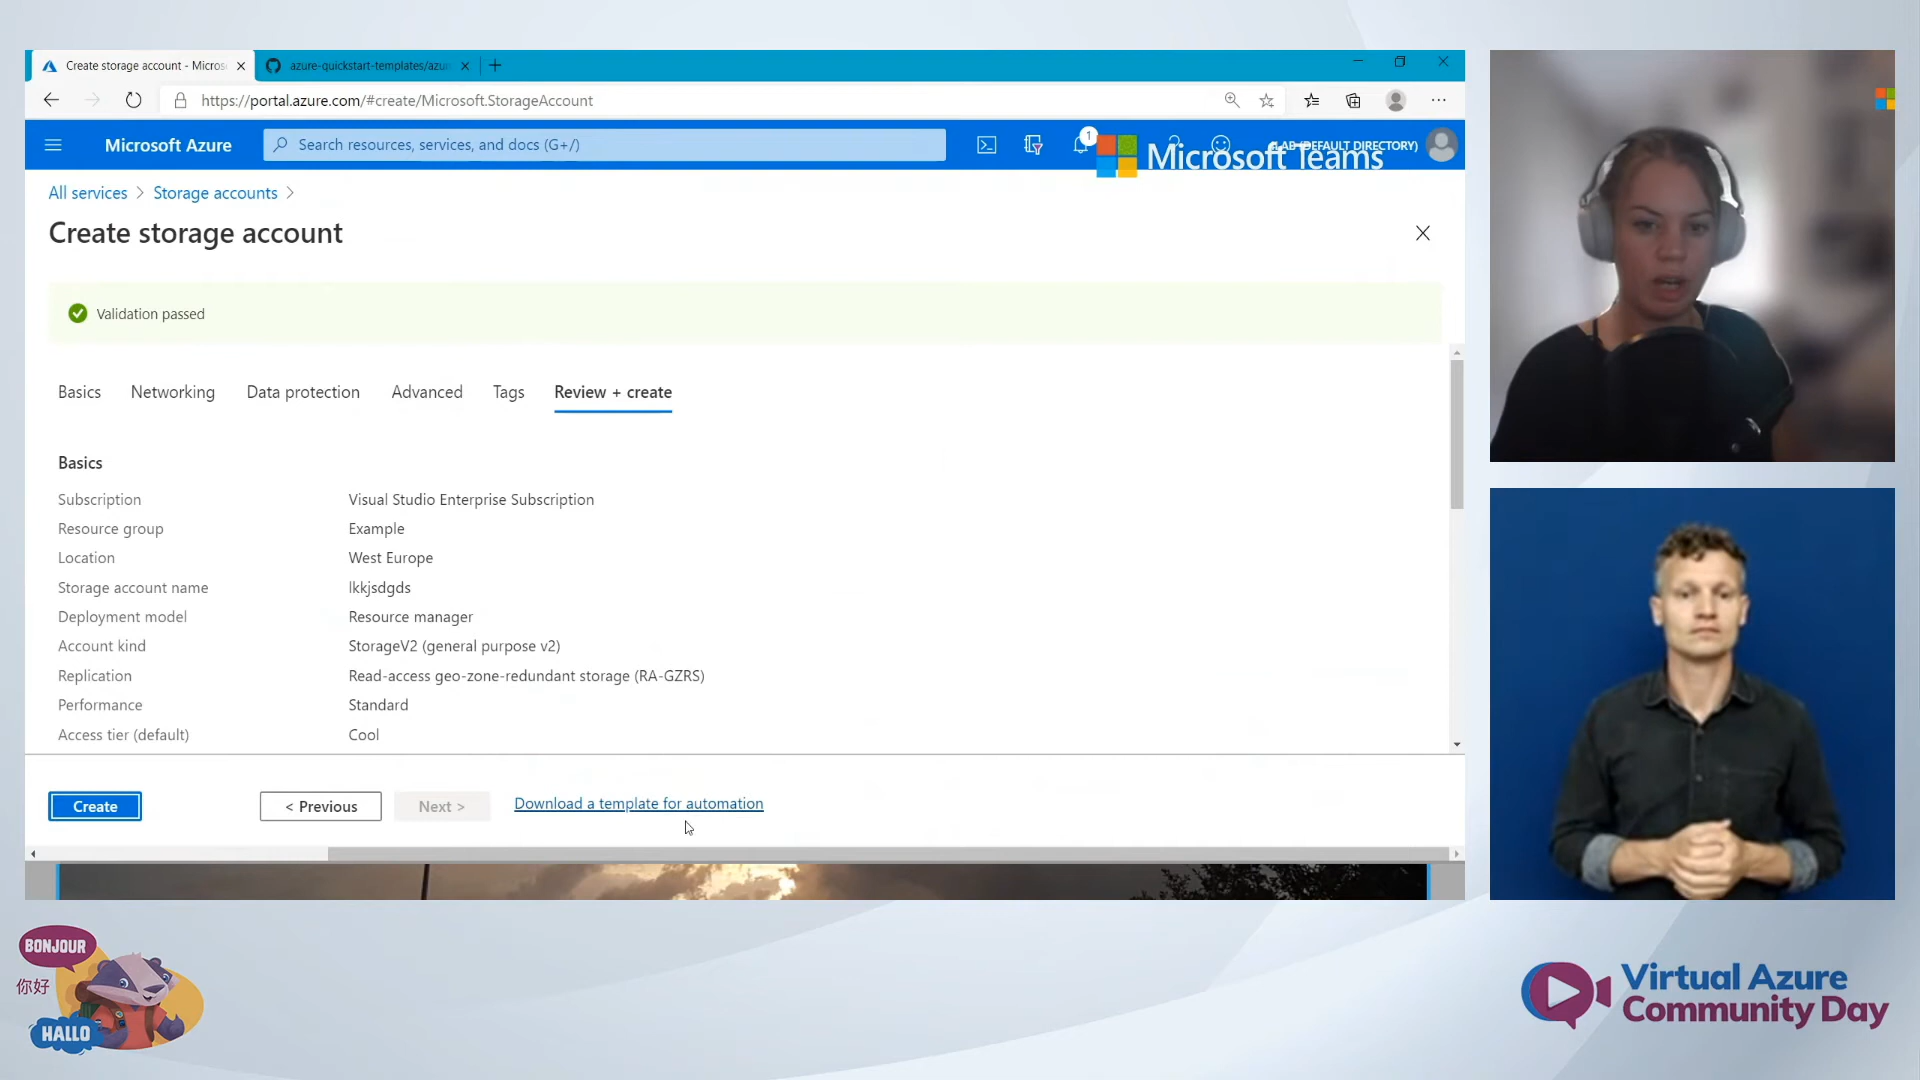 Create storage account - Micros
azure-quickstart-templates/azur
https://portal.azure.com/#create/Microsoft.StorageAccount
Microsoft Azure
Search resources, services, and docs (G+/)
1
Microsoft Teams
LAB (DEFAULT DIRECTORY)
All services > Storage accounts >
Create storage account
Validation passed
Basics
Networking
Data protection
Advanced
Tags
Review + create
Basics
Subscription Visual Studio Enterprise Subscription
Resource group Example
Location West Europe
Storage account name lkkjsdgds
Deployment model Resource manager
Account kind StorageV2 (general purpose v2)
Replication Read-access geo-zone-redundant storage (RA-GZRS)
Performance Standard
Access tier (default) Cool
Create
< Previous
Next >
Download a template for automation
BONJOUR
你好
HALLO
Virtual Azure
Community Day